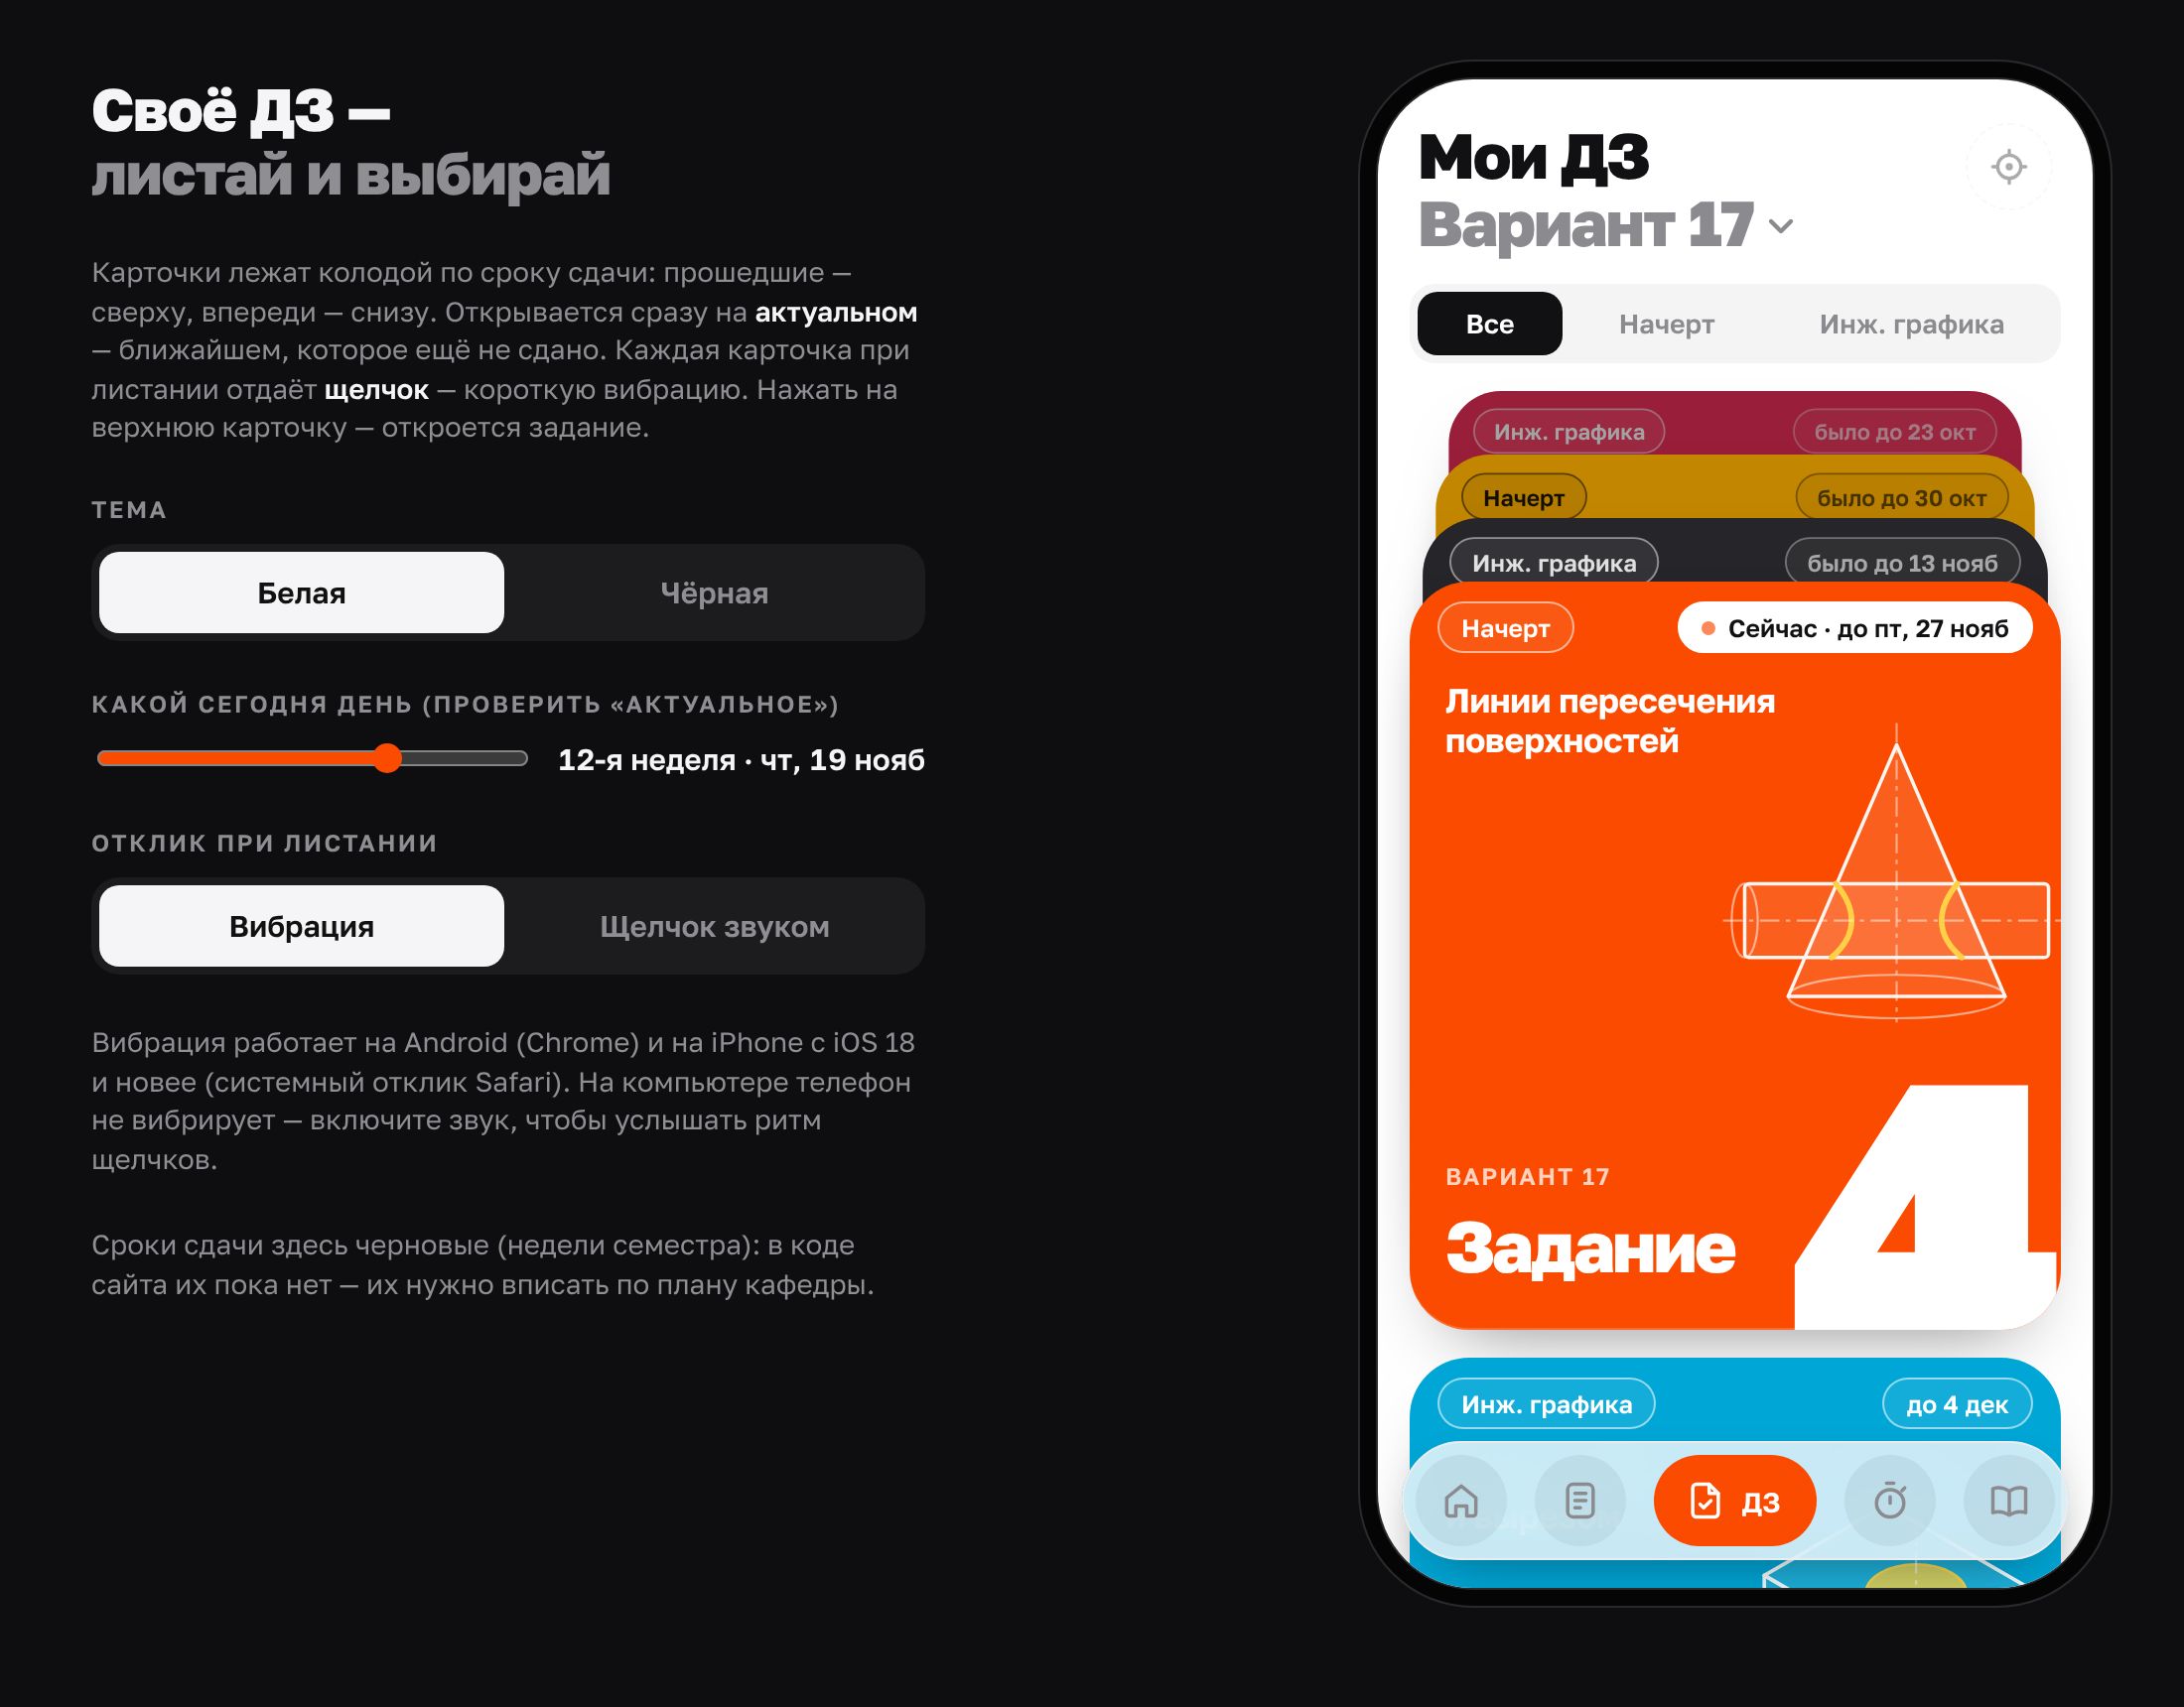 Своё ДЗ —
листай и выбирай
Карточки лежат колодой по сроку сдачи: прошедшие —
сверху, впереди — снизу. Открывается сразу на актуальном
— ближайшем, которое ещё не сдано. Каждая карточка при
листании отдаёт щелчок — короткую вибрацию. Нажать на
верхнюю карточку — откроется задание.
ТЕМА
Белая
Чёрная
КАКОЙ СЕГОДНЯ ДЕНЬ (ПРОВЕРИТЬ «АКТУАЛЬНОЕ»)
12-я неделя · чт, 19 нояб
ОТКЛИК ПРИ ЛИСТАНИИ
Вибрация
Щелчок звуком
Вибрация работает на Android (Chrome) и на iPhone с iOS 18
и новее (системный отклик Safari). На компьютере телефон
не вибрирует — включите звук, чтобы услышать ритм
щелчков.
Сроки сдачи здесь черновые (недели семестра): в коде
сайта их пока нет — их нужно вписать по плану кафедры.
Мои ДЗ
Вариант 17
Все
Начерт
Инж. графика
Инж. графика
было до 23 окт
Начерт
было до 30 окт
Инж. графика
было до 13 нояб
Начерт
Сейчас · до пт, 27 нояб
Линии пересечения
поверхностей
ВАРИАНТ 17
Задание
4
Инж. графика
до 4 дек
ДЗ